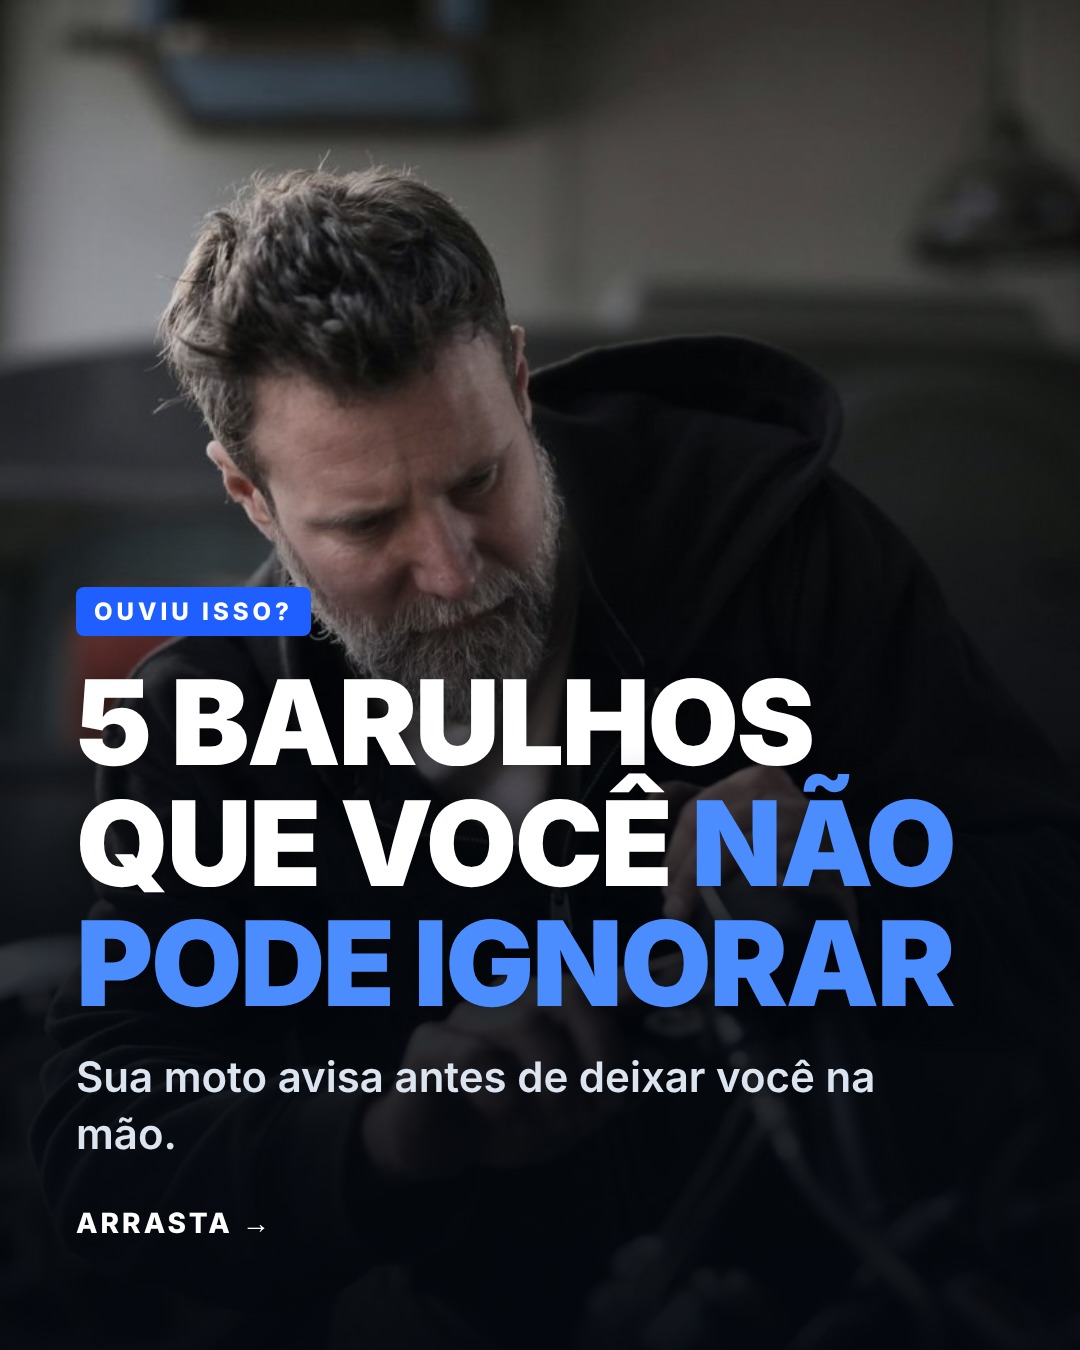 OUVIU ISSO?
5 BARULHOS
QUE VOCÊ NÃO
PODE IGNORAR
Sua moto avisa antes de deixar você na
mão.
ARRASTA →